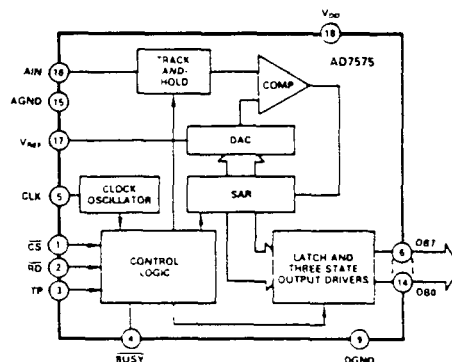 VDD
18
AD7575
AIN
16
TRACK
AND-
HOLD
COMP
AGND
15
VREF
17
DAC
CLK
5
CLOCK
OSCILLATOR
SAR
CS
1
RD
2
TP
3
CONTROL
LOGIC
LATCH AND
THREE STATE
OUTPUT DRIVERS
6
DB7
14
DB0
4
BUSY
9
DGND